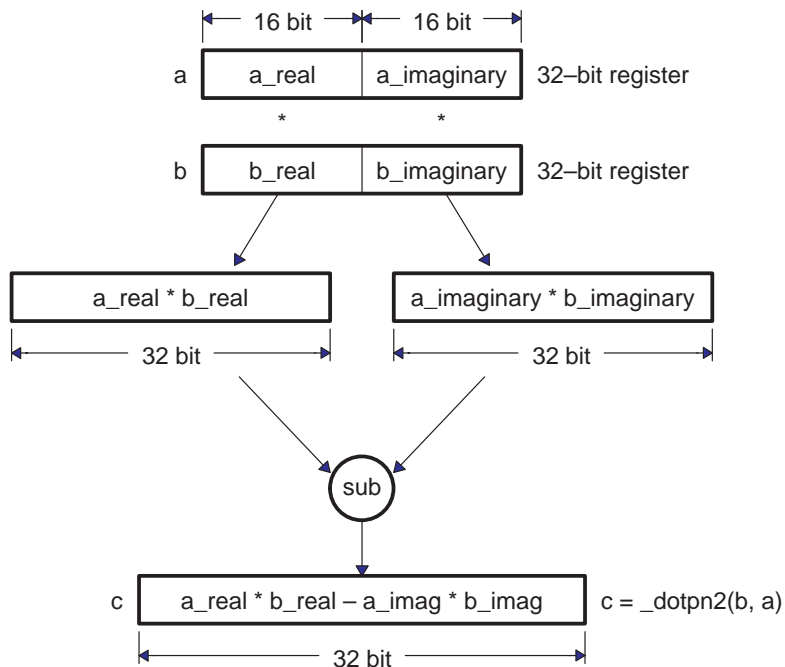 16 bit 16 bit
a a_real a_imaginary 32–bit register
* *
b b_real b_imaginary 32–bit register
a_real * b_real a_imaginary * b_imaginary
32 bit 32 bit
sub
c a_real * b_real – a_imag * b_imag c = _dotpn2(b, a)
32 bit